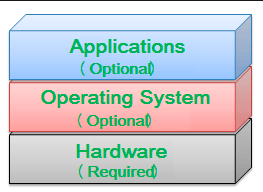 Applications
( Optional)
Operating System
( Optional)
Hardware
( Required)